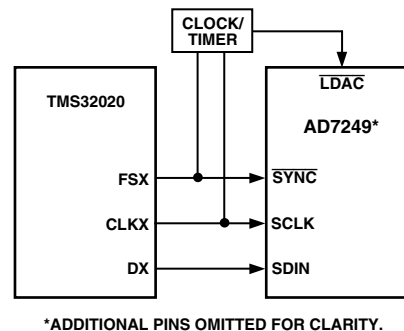 CLOCK/
TIMER
TMS32020
LDAC
AD7249*
FSX
SYNC
CLKX
SCLK
DX
SDIN
*ADDITIONAL PINS OMITTED FOR CLARITY.